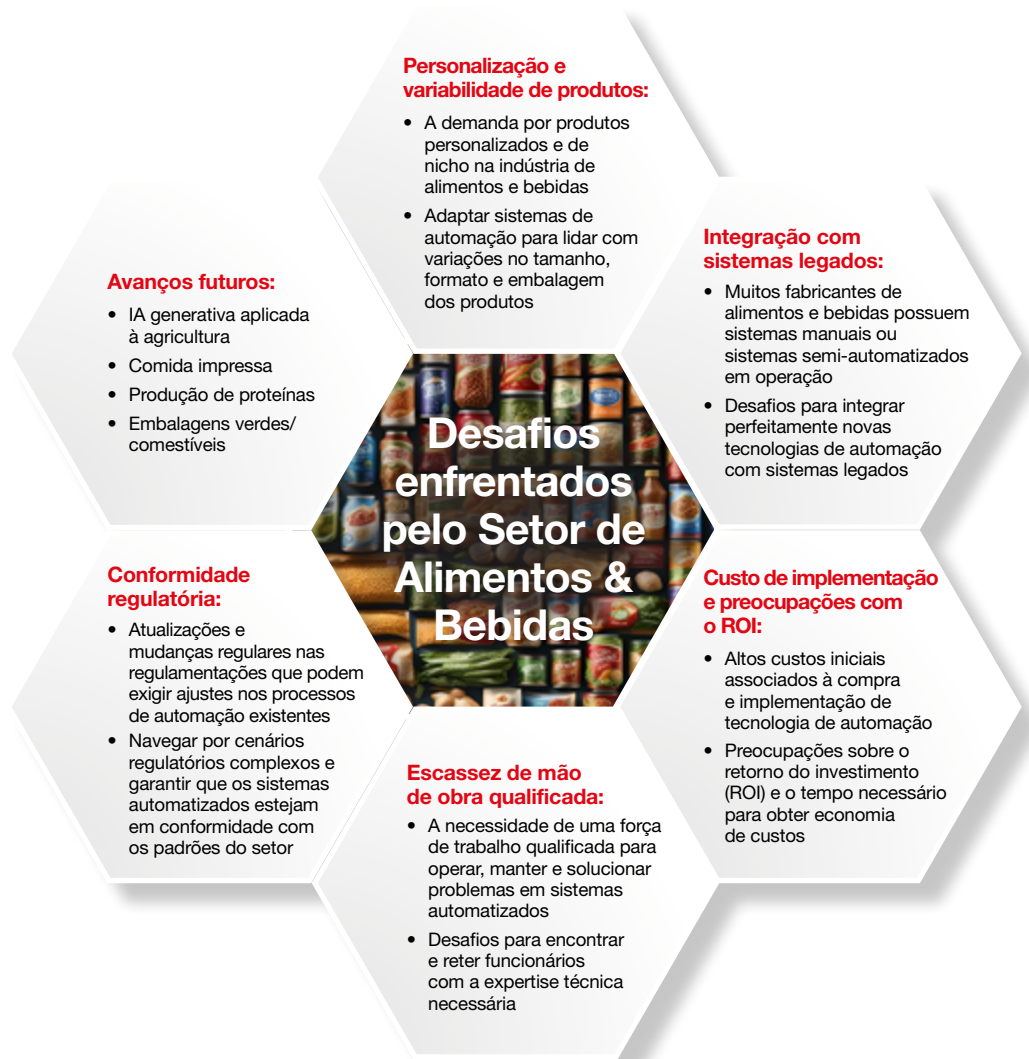 Personalização e
variabilidade de produtos:
• A demanda por produtos
personalizados e de
nicho na indústria de
alimentos e bebidas
• Adaptar sistemas de
automação para lidar com
variações no tamanho,
formato e embalagem
dos produtos
Integração com
sistemas legados:
• Muitos fabricantes de
alimentos e bebidas possuem
sistemas manuais ou
sistemas semi-automatizados
em operação
• Desafios para integrar
perfeitamente novas
tecnologias de automação
com sistemas legados
Avanços futuros:
• IA generativa aplicada
à agricultura
• Comida impressa
• Produção de proteínas
• Embalagens verdes/
comestíveis
Desafios
enfrentados
pelo Setor de
Alimentos &
Bebidas
Conformidade
regulatória:
• Atualizações e
mudanças regulares nas
regulamentações que podem
exigir ajustes nos processos
de automação existentes
• Navegar por cenários
regulatórios complexos e
garantir que os sistemas
automatizados estejam
em conformidade com
os padrões do setor
Custo de implementação
e preocupações com
o ROI:
• Altos custos iniciais
associados à compra
e implementação de
tecnologia de automação
• Preocupações sobre o
retorno do investimento
(ROI) e o tempo necessário
para obter economia
de custos
Escassez de mão
de obra qualificada:
• A necessidade de uma força
de trabalho qualificada para
operar, manter e solucionar
problemas em sistemas
automatizados
• Desafios para encontrar
e reter funcionários
com a expertise técnica
necessária